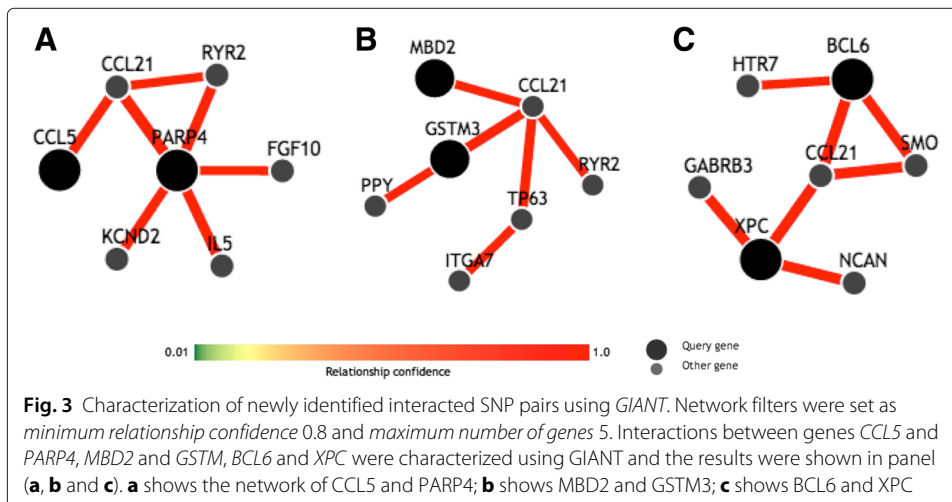 A
CCL21
RYR2
CCL5
PARP4
FGF10
KCND2
IL5
B
MBD2
CCL21
GSTM3
PPY
TP63
RYR2
ITGA7
C
BCL6
HTR7
CCL21
SMO
GABRB3
XPC
NCAN
0.01
1.0
Relationship confidence
Query gene
Other gene
Fig. 3 Characterization of newly identified interacted SNP pairs using GIANT. Network filters were set as
minimum relationship confidence 0.8 and maximum number of genes 5. Interactions between genes CCL5 and
PARP4, MBD2 and GSTM, BCL6 and XPC were characterized using GIANT and the results were shown in panel
(a, b and c). a shows the network of CCL5 and PARP4; b shows MBD2 and GSTM3; c shows BCL6 and XPC